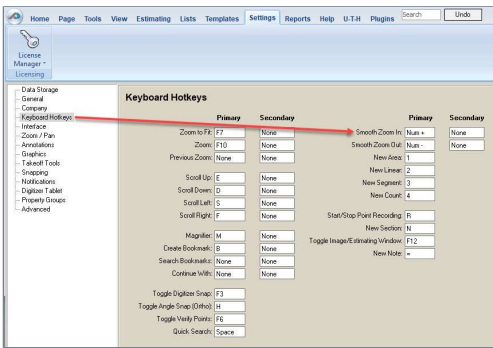 Home Page Tools View Estimating Lists Templates Settings Reports Help U-T-H Plugins Search Undo
License
Manager
Licensing
Data Storage
General
Company
Keyboard Hotkeys
Interface
Zoom / Pan
Annotations
Graphics
Takeoff Tools
Snapping
Notifications
Digitizer Tablet
Property Groups
Advanced
Keyboard Hotkeys
Primary Secondary
Zoom to Fit: F7 None
Zoom: F10 None
Previous Zoom: None None
Scroll Up: E None
Scroll Down: D None
Scroll Left: S None
Scroll Right: F None
Magnifier: M None
Create Bookmark: B None
Search Bookmarks: None None
Continue With: None None
Toggle Digitizer Snap: F3
Toggle Angle Snap (Ortho): H
Toggle Verify Points: F6
Quick Search: Space
Primary Secondary
Smooth Zoom In: Num + None
Smooth Zoom Out: Num - None
New Area: 1
New Linear: 2
New Segment: 3
New Count: 4
Start/Stop Point Recording: R
New Section: N
Toggle Image/Estimating Window: F12
New Note: =